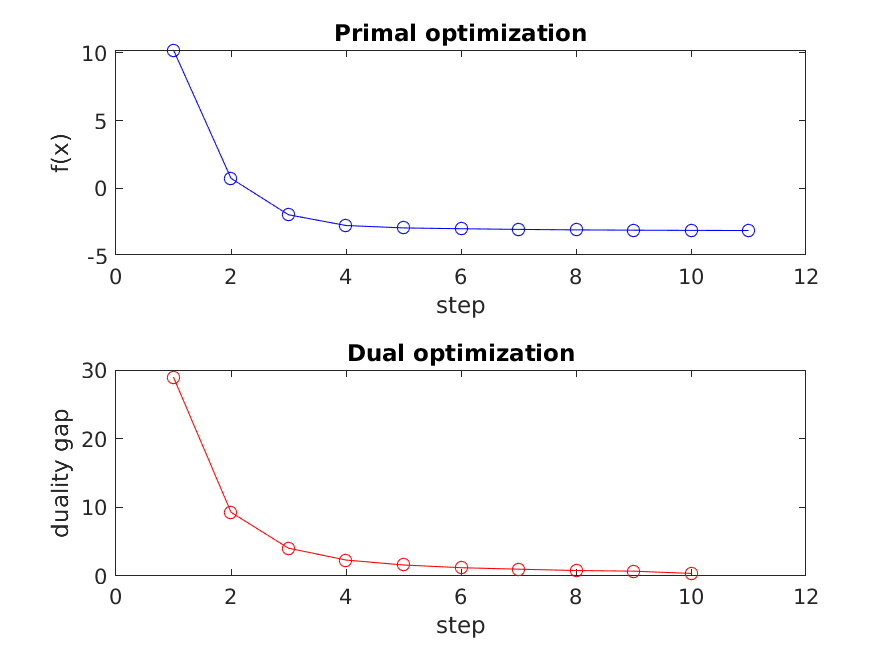 Primal optimization
10
5
0
-5
f(x)
0 2 4 6 8 10 12
step
Dual optimization
30
20
10
0
duality gap
0 2 4 6 8 10 12
step